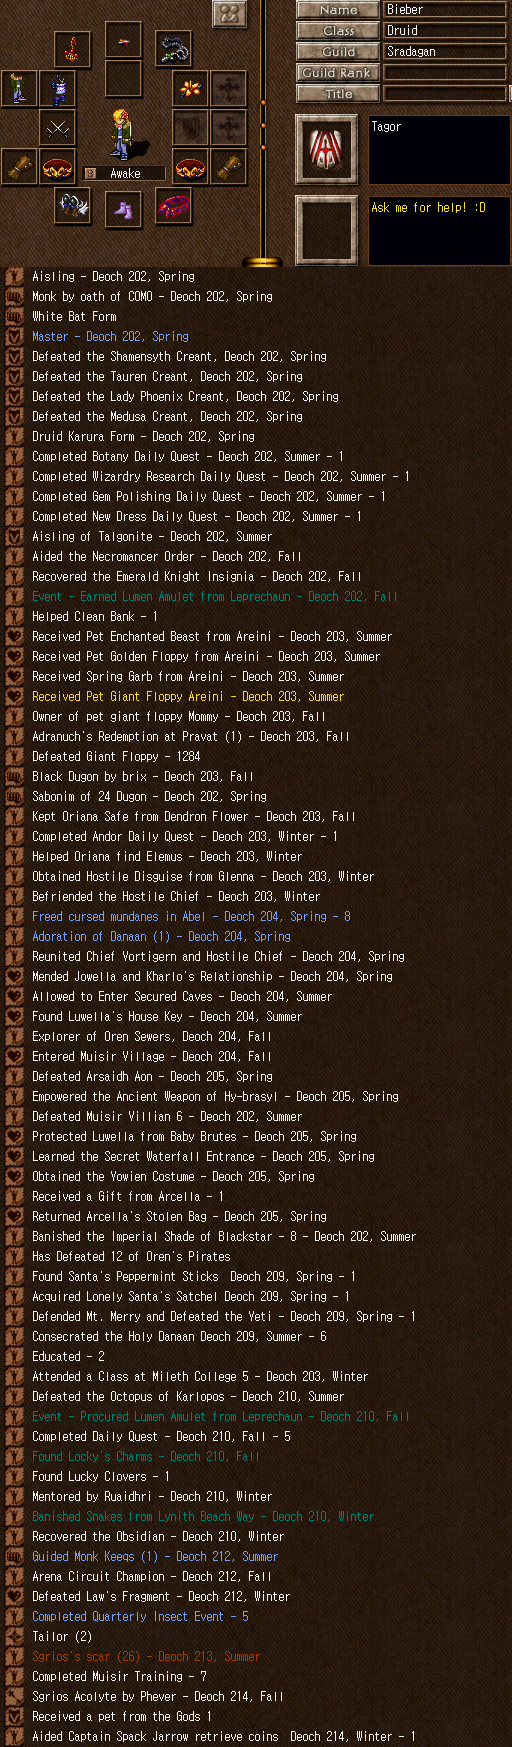 Name Bieber
Class Druid
Guild Sradagan
Guild Rank
Title
Tagor
Awake
Ask me for help! :D
Aisling - Deoch 202, Spring
Monk by oath of COMO - Deoch 202, Spring
White Bat Form
Master - Deoch 202, Spring
Defeated the Shamensyth Creant, Deoch 202, Spring
Defeated the Tauren Creant, Deoch 202, Spring
Defeated the Lady Phoenix Creant, Deoch 202, Spring
Defeated the Medusa Creant, Deoch 202, Spring
Druid Karura Form - Deoch 202, Spring
Completed Botany Daily Quest - Deoch 202, Summer - 1
Completed Wizardry Research Daily Quest - Deoch 202, Summer - 1
Completed Gem Polishing Daily Quest - Deoch 202, Summer - 1
Completed New Dress Daily Quest - Deoch 202, Summer - 1
Aisling of Talgonite - Deoch 202, Summer
Aided the Necromancer Order - Deoch 202, Fall
Recovered the Emerald Knight Insignia - Deoch 202, Fall
Event - Earned Lumen Amulet from Leprechaun - Deoch 202, Fall
Helped Clean Bank - 1
Received Pet Enchanted Beast from Areini - Deoch 203, Summer
Received Pet Golden Floppy from Areini - Deoch 203, Summer
Received Spring Garb from Areini - Deoch 203, Summer
Received Pet Giant Floppy Areini - Deoch 203, Summer
Owner of pet giant floppy Mommy - Deoch 203, Fall
Adranuch's Redemption at Pravat (1) - Deoch 203, Fall
Defeated Giant Floppy - 1284
Black Dugon by brix - Deoch 203, Fall
Sabonim of 24 Dugon - Deoch 202, Spring
Kept Oriana Safe from Dendron Flower - Deoch 203, Fall
Completed Andor Daily Quest - Deoch 203, Winter - 1
Helped Oriana find Elemus - Deoch 203, Winter
Obtained Hostile Disguise from Glenna - Deoch 203, Winter
Befriended the Hostile Chief - Deoch 203, Winter
Freed cursed mundanes in Abel - Deoch 204, Spring - 8
Adoration of Danaan (1) - Deoch 204, Spring
Reunited Chief Vortigern and Hostile Chief - Deoch 204, Spring
Mended Jowella and Kharlo's Relationship - Deoch 204, Spring
Allowed to Enter Secured Caves - Deoch 204, Summer
Found Luwella's House Key - Deoch 204, Summer
Explorer of Oren Sewers, Deoch 204, Fall
Entered Muisir Village - Deoch 204, Fall
Defeated Arsaidh Aon - Deoch 205, Spring
Empowered the Ancient Weapon of Hy-brasyl - Deoch 205, Spring
Defeated Muisir Villian 6 - Deoch 202, Summer
Protected Luwella from Baby Brutes - Deoch 205, Spring
Learned the Secret Waterfall Entrance - Deoch 205, Spring
Obtained the Yowien Costume - Deoch 205, Spring
Received a Gift from Arcella - 1
Returned Arcella's Stolen Bag - Deoch 205, Spring
Banished the Imperial Shade of Blackstar - 8 - Deoch 202, Summer
Has Defeated 12 of Oren's Pirates
Found Santa's Peppermint Sticks  Deoch 209, Spring - 1
Acquired Lonely Santa's Satchel Deoch 209, Spring - 1
Defended Mt. Merry and Defeated the Yeti - Deoch 209, Spring - 1
Consecrated the Holy Danaan Deoch 209, Summer - 6
Educated - 2
Attended a Class at Mileth College 5 - Deoch 203, Winter
Defeated the Octopus of Karlopos - Deoch 210, Summer
Event - Procured Lumen Amulet from Leprechaun - Deoch 210, Fall
Completed Daily Quest - Deoch 210, Fall - 5
Found Locky's Charms - Deoch 210, Fall
Found Lucky Clovers - 1
Mentored by Ruaidhri - Deoch 210, Winter
Banished Snakes from Lynith Beach Way - Deoch 210, Winter
Recovered the Obsidian - Deoch 210, Winter
Guided Monk Keeqs (1) - Deoch 212, Summer
Arena Circuit Champion - Deoch 212, Fall
Defeated Law's Fragment - Deoch 212, Winter
Completed Quarterly Insect Event - 5
Tailor (2)
Sgrios's scar (26) - Deoch 213, Summer
Completed Muisir Training - 7
Sgrios Acolyte by Phever - Deoch 214, Fall
Received a pet from the Gods 1
Aided Captain Spack Jarrow retrieve coins  Deoch 214, Winter - 1